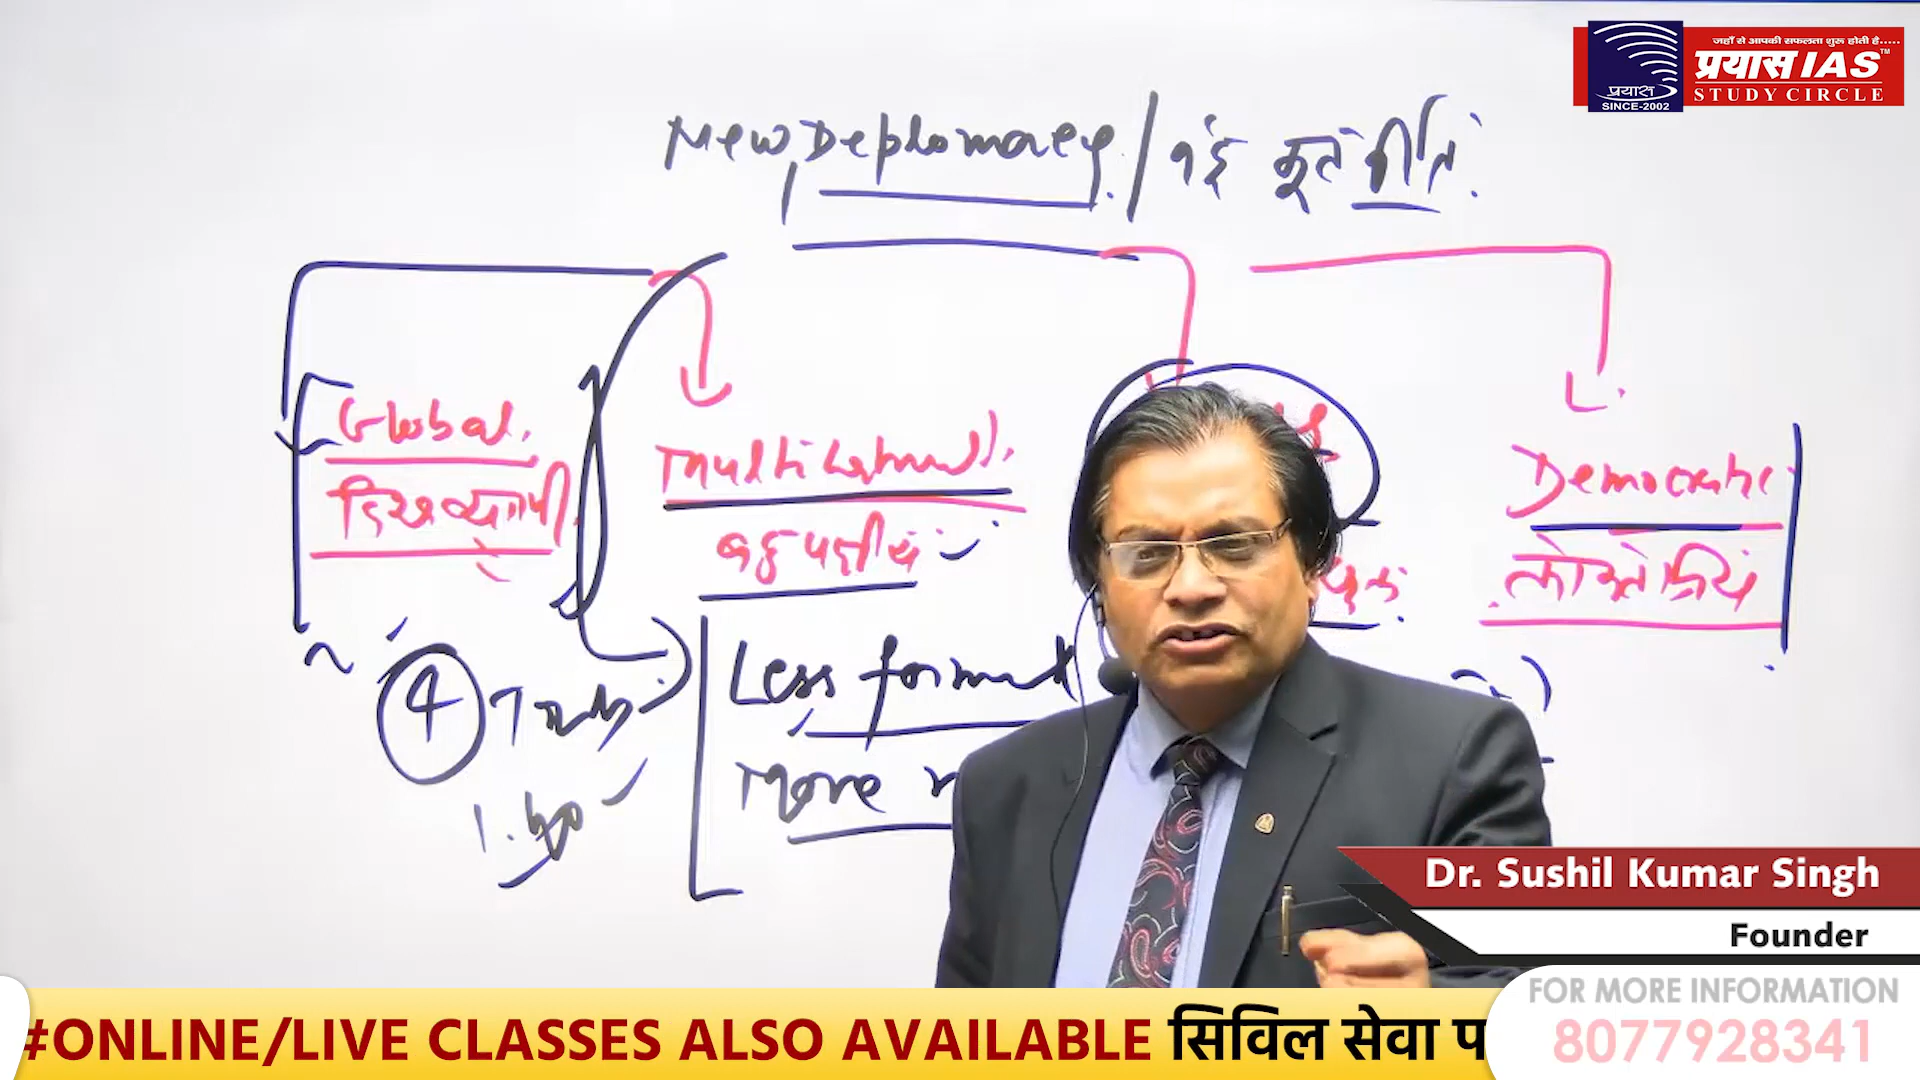 जहाँ से आपकी सफलता शुरू होती है.....
प्रयास IAS TM
STUDY CIRCLE
प्रयास
SINCE-2002
New Deplomacy / नई कूटनीति
Global.
विश्वव्यापी
Multilateral.
बहुपक्षीय
Democratic
लोकतंत्रिय
4
Less formal
More
Dr. Sushil Kumar Singh
Founder
#ONLINE/LIVE CLASSES ALSO AVAILABLE सिविल सेवा प
FOR MORE INFORMATION
8077928341